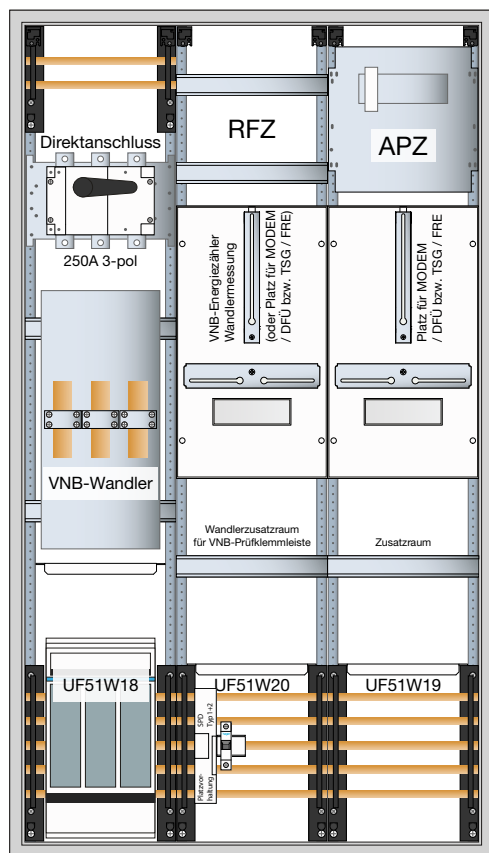 Direktanschluss
250A 3-pol
VNB-Wandler
UF51W18
RFZ
VNB-Energiezähler
Wandlermessung
(oder Platz für MODEM
/ DFÜ bzw. TSG / FRE)
Wandlerzusatzraum
für VNB-Prüfklemmleiste
UF51W20
SPD
Typ 1+2
Platzvor-
haltung
APZ
Platz für MODEM
/ DFÜ bzw. TSG / FRE
Zusatzraum
UF51W19